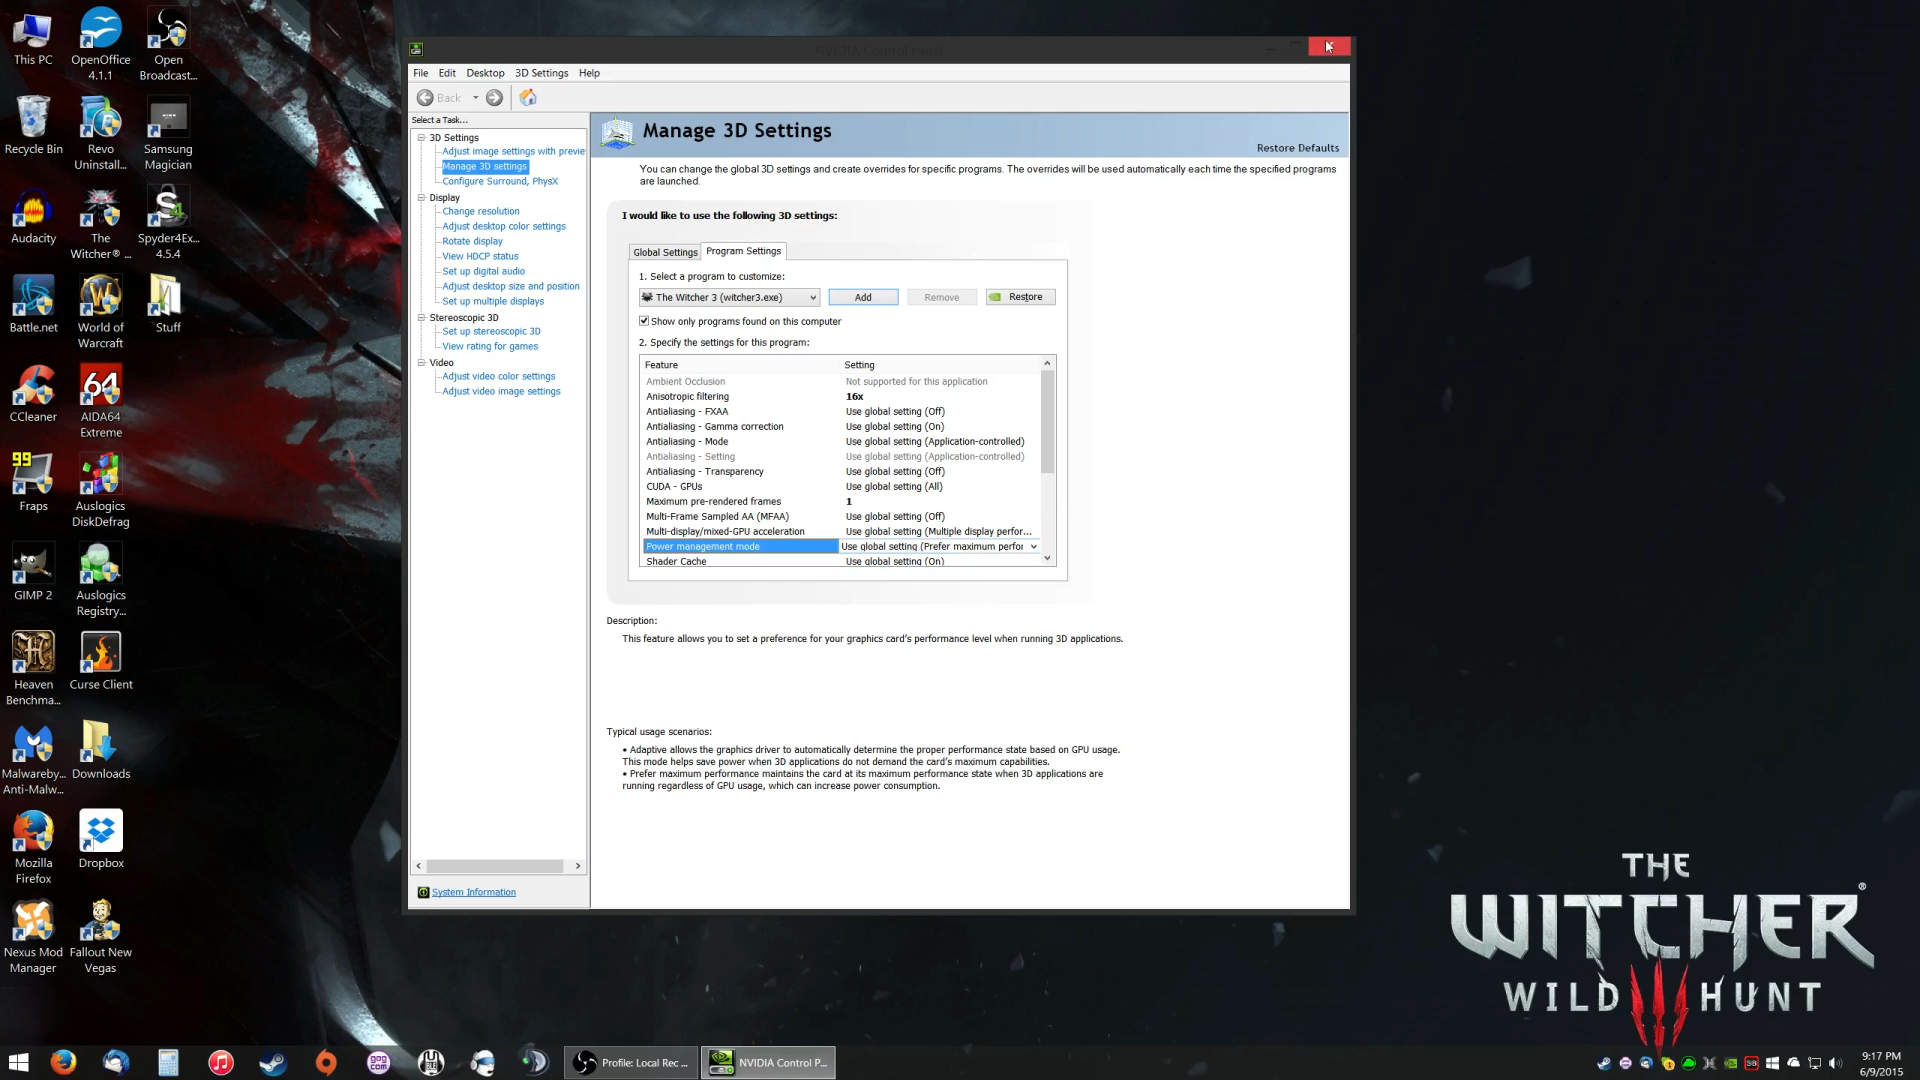 This PC
OpenOffice 4.1.1
Open Broadcast...
Recycle Bin
Revo Uninstall...
Samsung Magician
Audacity
The Witcher® ...
Spyder4Ex... 4.5.4
Battle.net
World of Warcraft
Stuff
CCleaner
64
AIDA64 Extreme
99
Fraps
Auslogics DiskDefrag
GIMP 2
Auslogics Registry...
Heaven Benchma...
Curse Client
Malwareby... Anti-Malw...
Downloads
Mozilla Firefox
Dropbox
Nexus Mod Manager
Fallout New Vegas
NVIDIA Control Panel
File Edit Desktop 3D Settings Help
Back
Select a Task...
3D Settings
Adjust image settings with previe
Manage 3D settings
Configure Surround, PhysX
Display
Change resolution
Adjust desktop color settings
Rotate display
View HDCP status
Set up digital audio
Adjust desktop size and position
Set up multiple displays
Stereoscopic 3D
Set up stereoscopic 3D
View rating for games
Video
Adjust video color settings
Adjust video image settings
System Information
Manage 3D Settings
Restore Defaults
You can change the global 3D settings and create overrides for specific programs. The overrides will be used automatically each time the specified programs
are launched.
I would like to use the following 3D settings:
Global Settings Program Settings
1. Select a program to customize:
The Witcher 3 (witcher3.exe) Add Remove Restore
Show only programs found on this computer
2. Specify the settings for this program:
Feature Setting
Ambient Occlusion Not supported for this application
Anisotropic filtering 16x
Antialiasing - FXAA Use global setting (Off)
Antialiasing - Gamma correction Use global setting (On)
Antialiasing - Mode Use global setting (Application-controlled)
Antialiasing - Setting Use global setting (Application-controlled)
Antialiasing - Transparency Use global setting (Off)
CUDA - GPUs Use global setting (All)
Maximum pre-rendered frames 1
Multi-Frame Sampled AA (MFAA) Use global setting (Off)
Multi-display/mixed-GPU acceleration Use global setting (Multiple display perfor...
Power management mode Use global setting (Prefer maximum perfor
Shader Cache Use global setting (On)
Description:
This feature allows you to set a preference for your graphics card's performance level when running 3D applications.
Typical usage scenarios:
• Adaptive allows the graphics driver to automatically determine the proper performance state based on GPU usage.
This mode helps save power when 3D applications do not demand the card's maximum capabilities.
• Prefer maximum performance maintains the card at its maximum performance state when 3D applications are
running regardless of GPU usage, which can increase power consumption.
THE
WITCHER®
WILD HUNT
gog.com
Profile: Local Rec ...
NVIDIA Control P...
9:17 PM
6/9/2015